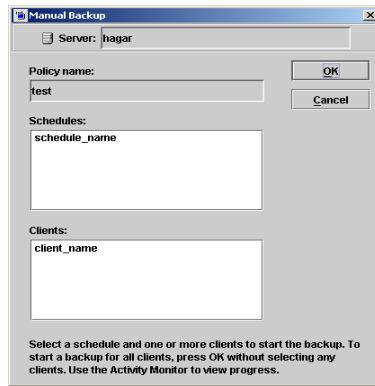 Manual Backup
Server: hagar
Policy name:
OK
test
Cancel
Schedules:
schedule_name
Clients:
client_name
Select a schedule and one or more clients to start the backup. To
start a backup for all clients, press OK without selecting any
clients. Use the Activity Monitor to view progress.